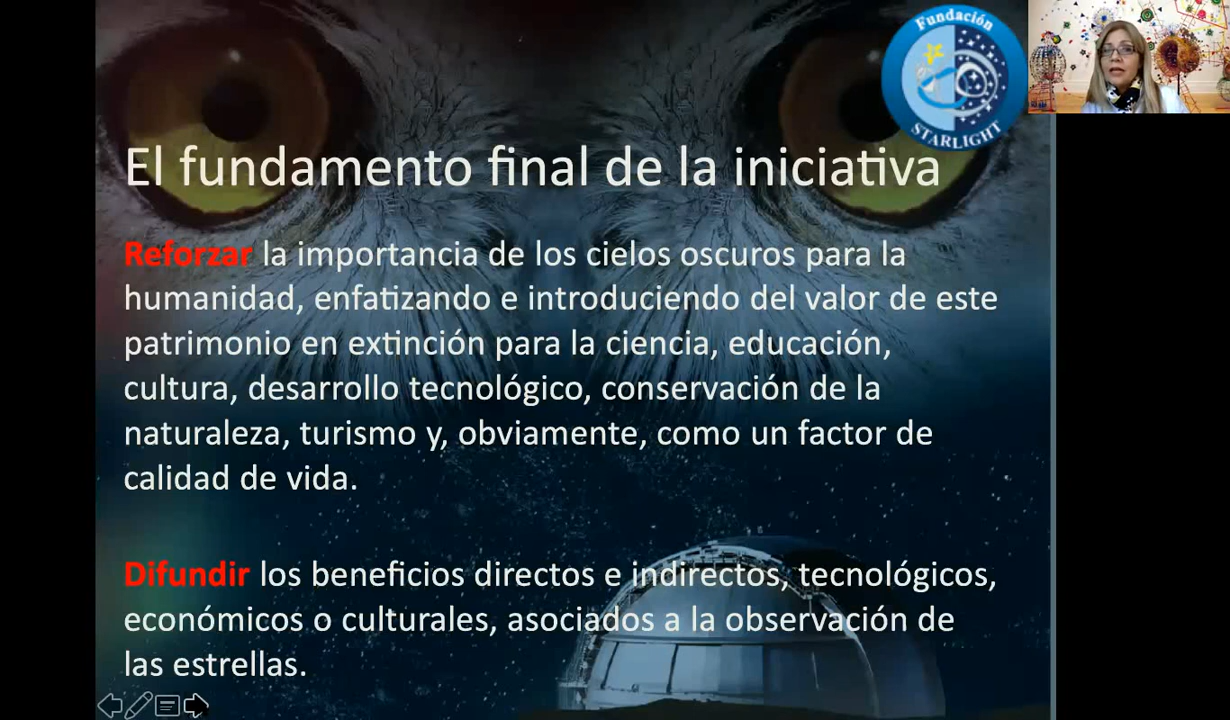 Fundación
STARLIGHT
El fundamento final de la iniciativa
Reforzar la importancia de los cielos oscuros para la
humanidad, enfatizando e introduciendo del valor de este
patrimonio en extinción para la ciencia, educación,
cultura, desarrollo tecnológico, conservación de la
naturaleza, turismo y, obviamente, como un factor de
calidad de vida.
Difundir los beneficios directos e indirectos, tecnológicos,
económicos o culturales, asociados a la observación de
las estrellas.